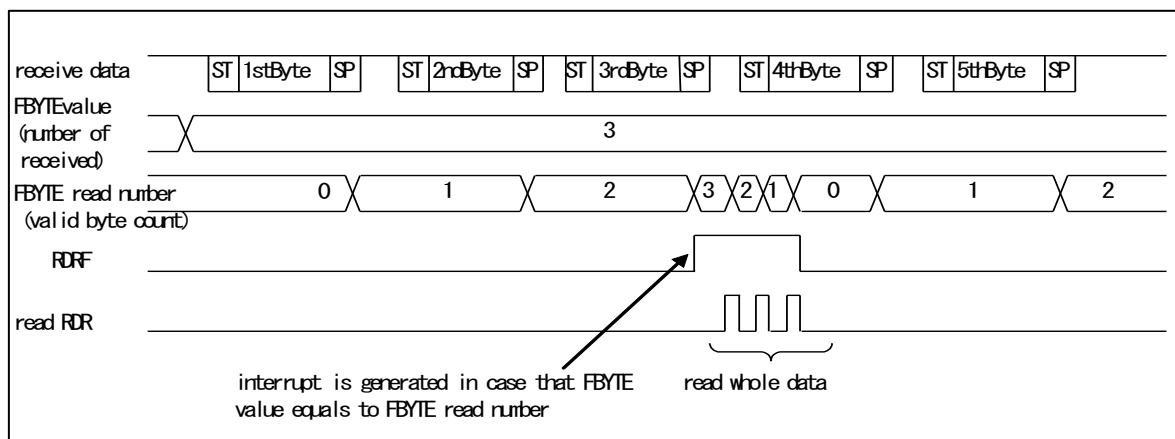 receive data ST 1stByte SP ST 2ndByte SP ST 3rdByte SP ST 4thByte SP ST 5thByte SP
FBYTEvalue
(number of
received)
3
FBYTE read number
(valid byte count)
0 1 2 3 2 1 0 1 2
RDRF
read RDR
interrupt is generated in case that FBYTE
value equals to FBYTE read number
read whole data